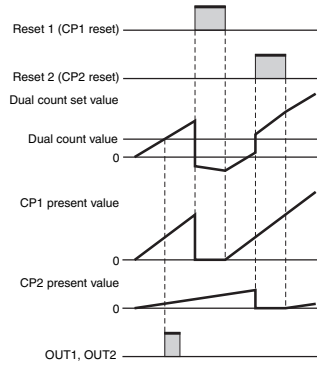 Reset 1 (CP1 reset)
Reset 2 (CP2 reset)
Dual count set value
Dual count value
0
CP1 present value
0
CP2 present value
0
OUT1, OUT2